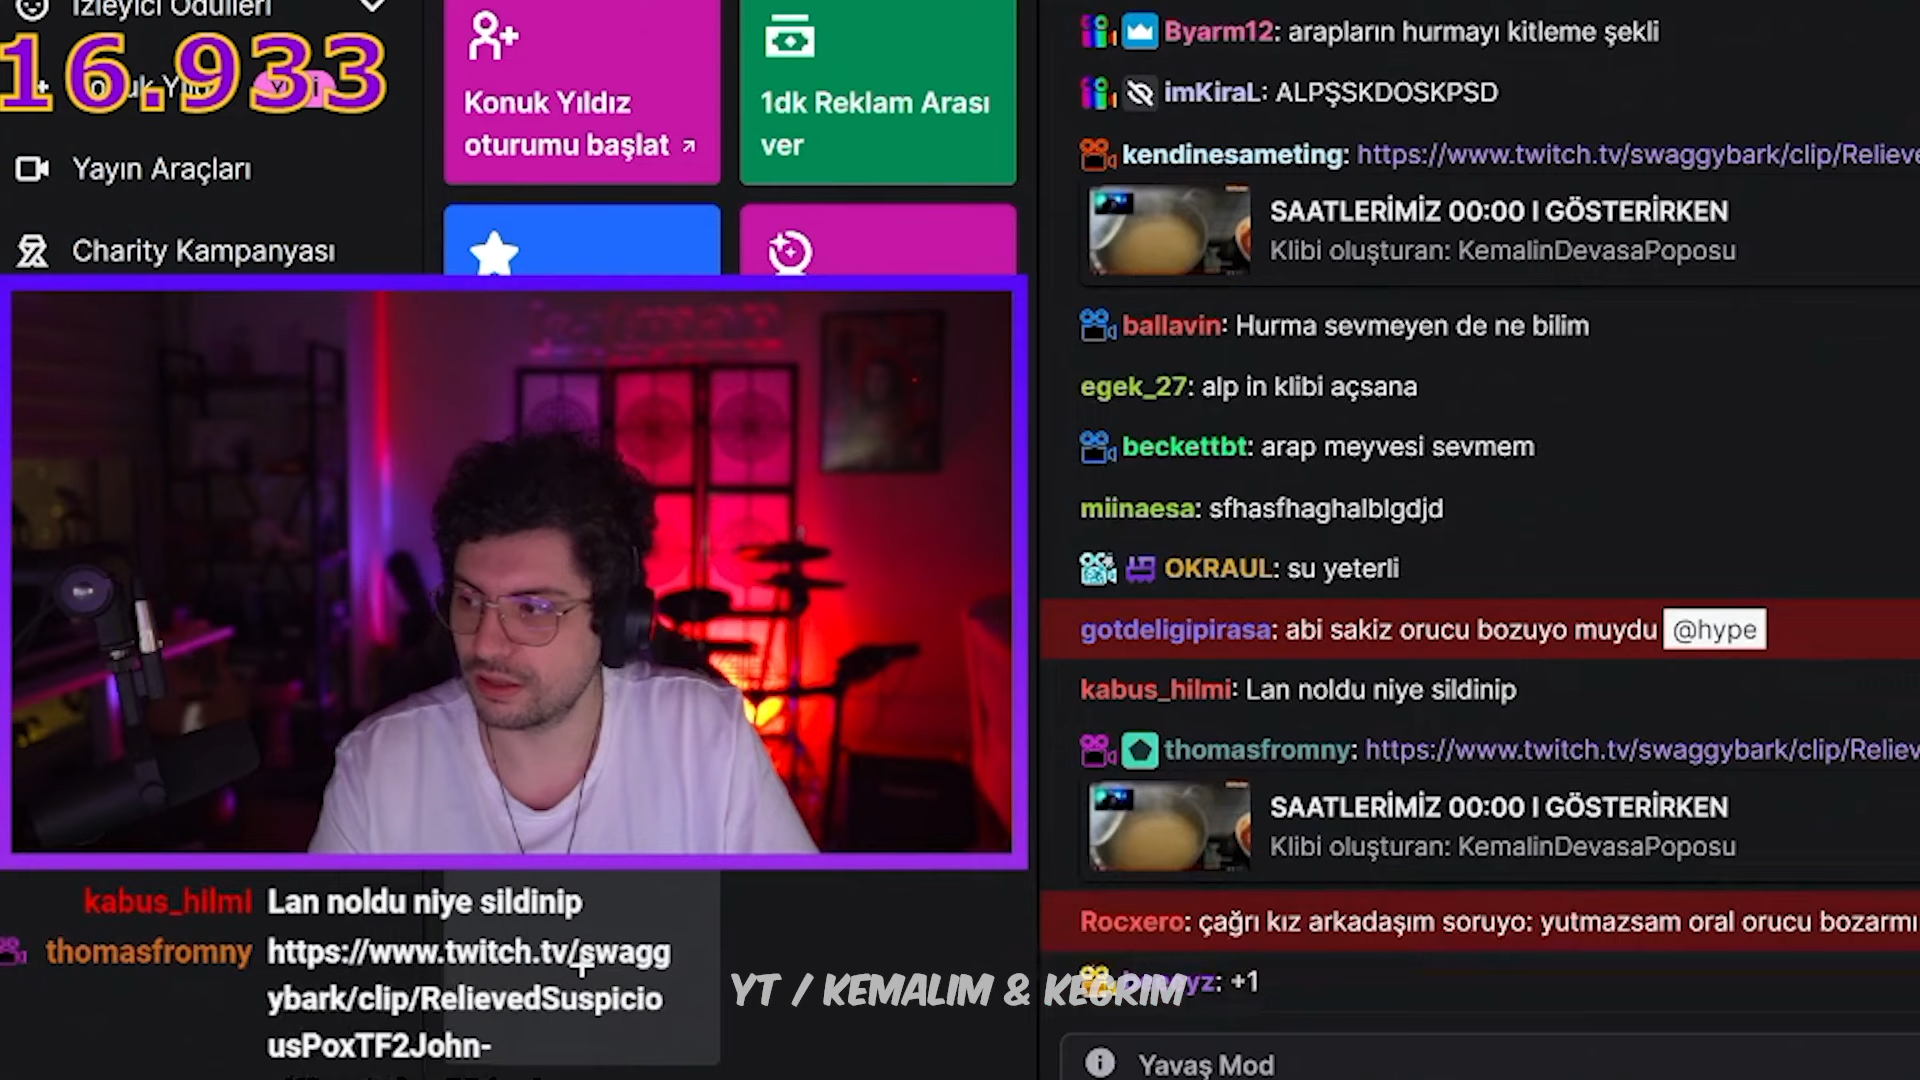 İzleyici Ödülleri
16.933
Yayın Araçları
Charity Kampanyası
Konuk Yıldız
oturumu başlat
1dk Reklam Arası
ver
Byarm12: arapların hurmayı kitleme şekli
imKiraL: ALPŞSKDOSKPSD
kendinesameting: https://www.twitch.tv/swaggybark/clip/Relieve
SAATLERİMİZ 00:00 I GÖSTERİRKEN
Klibi oluşturan: KemalinDevasaPoposu
ballavin: Hurma sevmeyen de ne bilim
egek_27: alp in klibi açsana
beckettbt: arap meyvesi sevmem
miinaesa: sfhasfhaghalblgdjd
OKRAUL: su yeterli
gotdeligipirasa: abi sakiz orucu bozuyo muydu @hype
kabus_hilmi: Lan noldu niye sildinip
thomasfromny: https://www.twitch.tv/swaggybark/clip/Reliev
SAATLERİMİZ 00:00 I GÖSTERİRKEN
Klibi oluşturan: KemalinDevasaPoposu
Rocxero: çağrı kız arkadaşım soruyo: yutmazsam oral orucu bozarmı
+1
Yavaş Mod
kabus_hilmi Lan noldu niye sildinip
thomasfromny https://www.twitch.tv/swagg
ybark/clip/RelievedSuspicio
usPoxTF2John-
YT / KEMALIM & KEGRIM